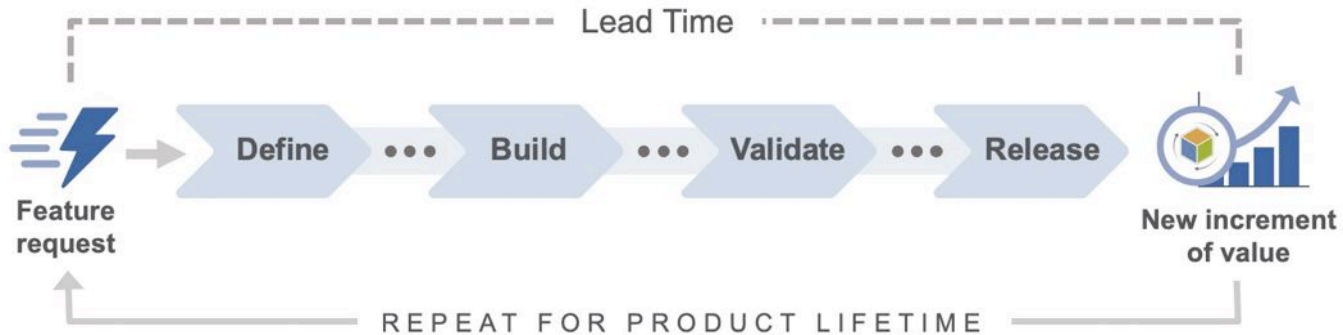 Lead Time
Define
Build
Validate
Release
Feature
request
New increment
of value
REPEAT FOR PRODUCT LIFETIME